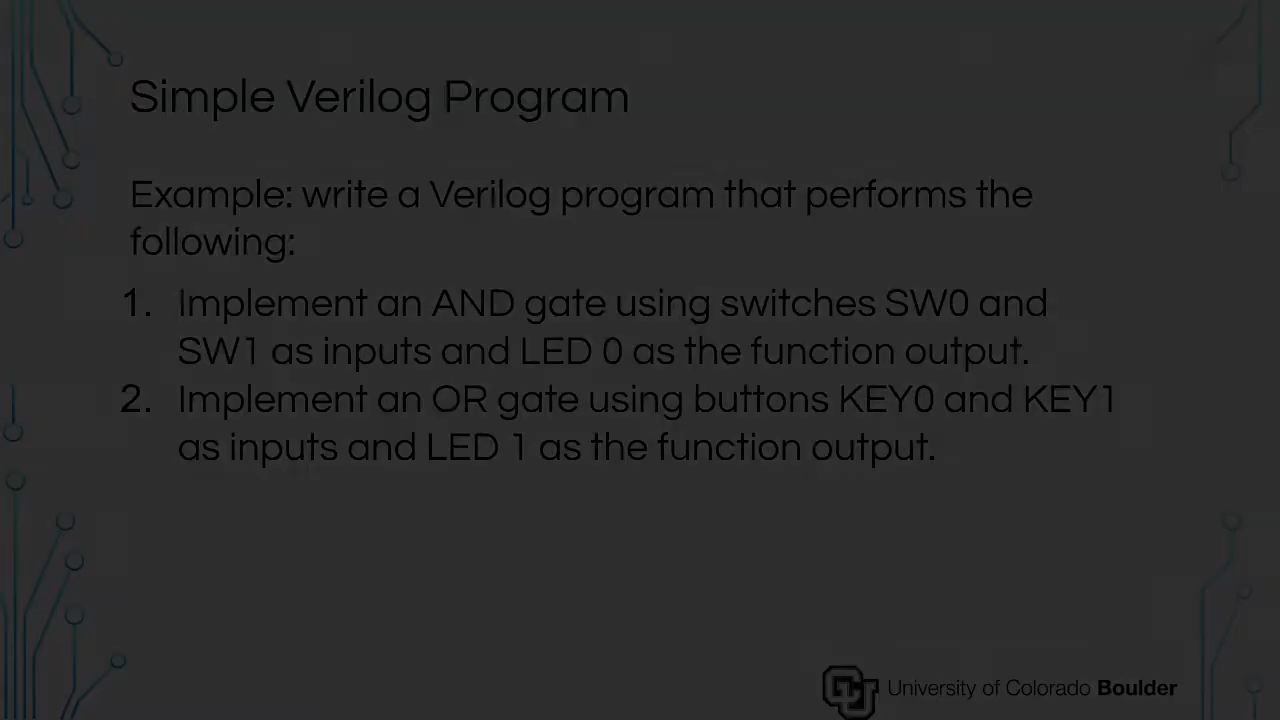 Simple Verilog Program
Example: write a Verilog program that performs the
following:
1. Implement an AND gate using switches SW0 and
SW1 as inputs and LED 0 as the function output.
2. Implement an OR gate using buttons KEY0 and KEY1
as inputs and LED 1 as the function output.
CU University of Colorado Boulder